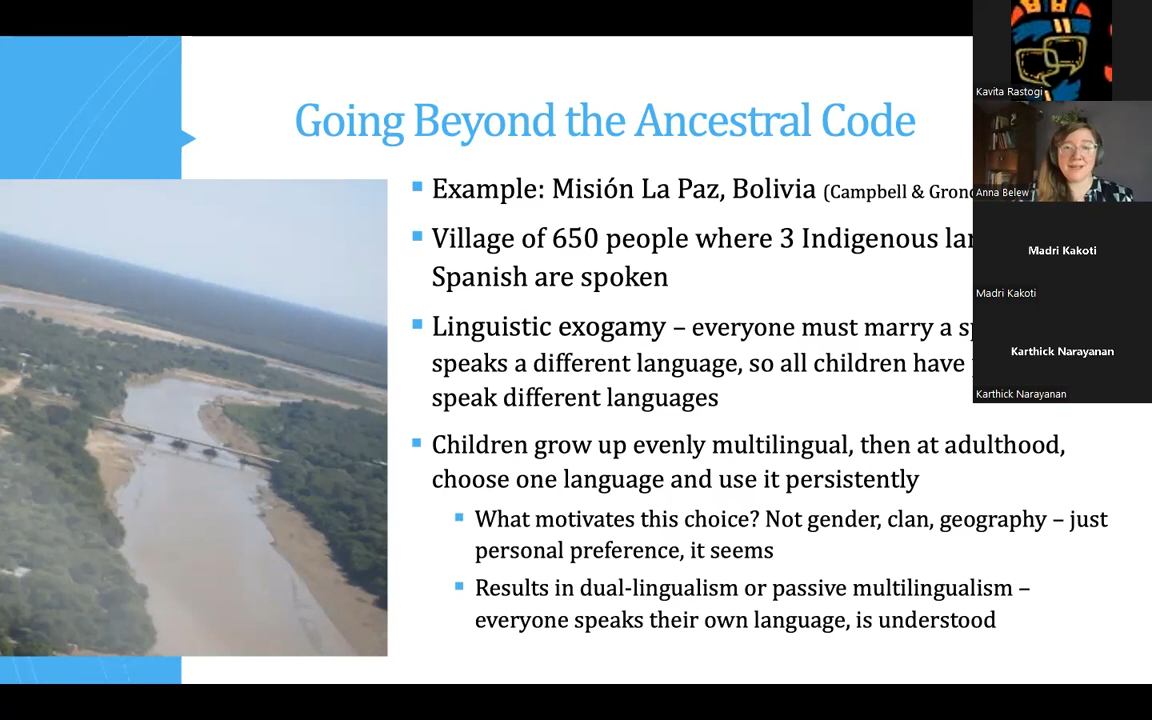 Going Beyond the Ancestral Code
Example: Misión La Paz, Bolivia (Campbell &
Village of 650 people where 3 Indigenous
Spanish are spoken
Linguistic exogamy – everyone must marry a
speaks a different language, so all children have
speak different languages
Children grow up evenly multilingual, then at adulthood,
choose one language and use it persistently
What motivates this choice? Not gender, clan, geography – just
personal preference, it seems
Results in dual-lingualism or passive multilingualism –
everyone speaks their own language, is understood
Kavita Rastogi
Anna Belew
Madri Kakoti
Madri Kakoti
Karthick Narayanan
Karthick Narayanan